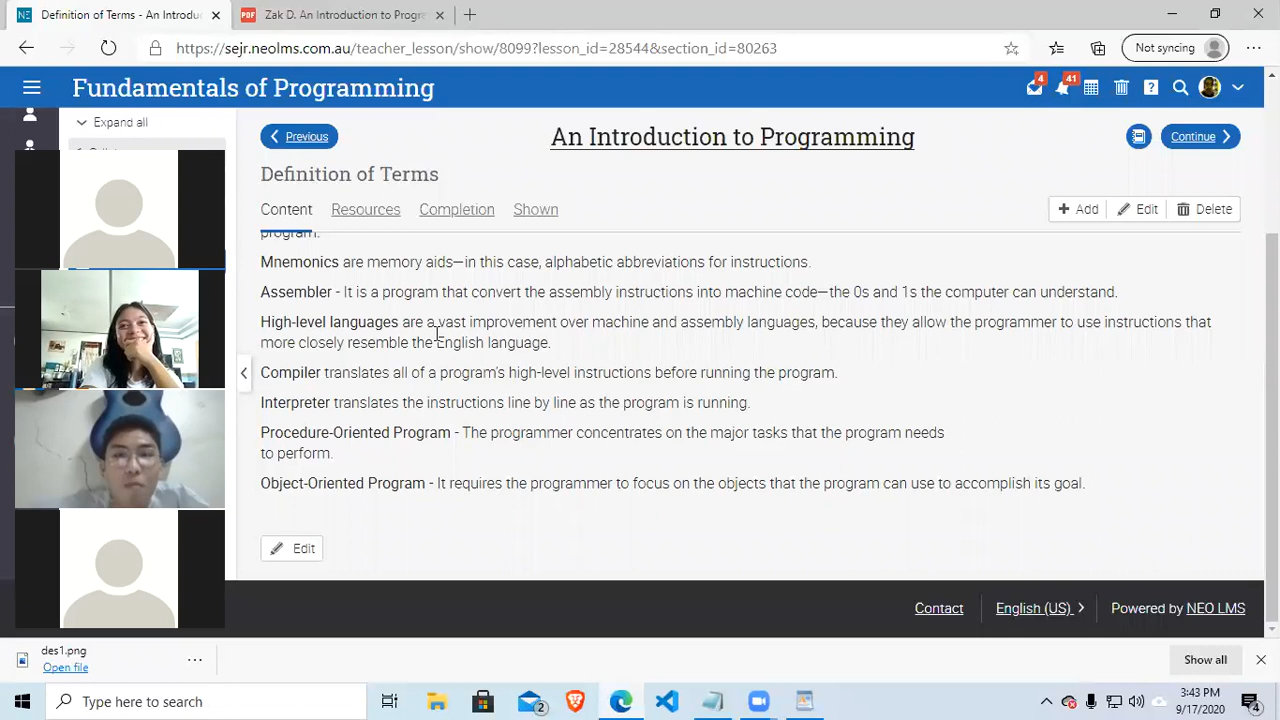 Definition of Terms - An Introdu
Zak D. An Introduction to Progra
https://sejr.neolms.com.au/teacher_lesson/show/8099?lesson_id=28544&section_id=80263
Not syncing
Fundamentals of Programming
4
41
Expand all
Previous
An Introduction to Programming
Continue
Definition of Terms
Content
Resources
Completion
Shown
Add
Edit
Delete
program.
Mnemonics are memory aids—in this case, alphabetic abbreviations for instructions.
Assembler - It is a program that convert the assembly instructions into machine code—the 0s and 1s the computer can understand.
High-level languages are a vast improvement over machine and assembly languages, because they allow the programmer to use instructions that
more closely resemble the English language.
Compiler translates all of a program's high-level instructions before running the program.
Interpreter translates the instructions line by line as the program is running.
Procedure-Oriented Program - The programmer concentrates on the major tasks that the program needs
to perform.
Object-Oriented Program - It requires the programmer to focus on the objects that the program can use to accomplish its goal.
Edit
Contact
English (US)
Powered by NEO LMS
des1.png
Open file
Show all
Type here to search
2
3:43 PM
9/17/2020
4